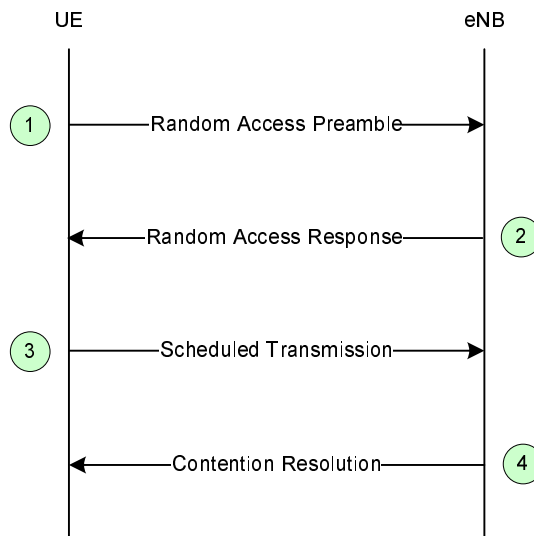 UE
eNB
1
Random Access Preamble
Random Access Response
2
3
Scheduled Transmission
Contention Resolution
4